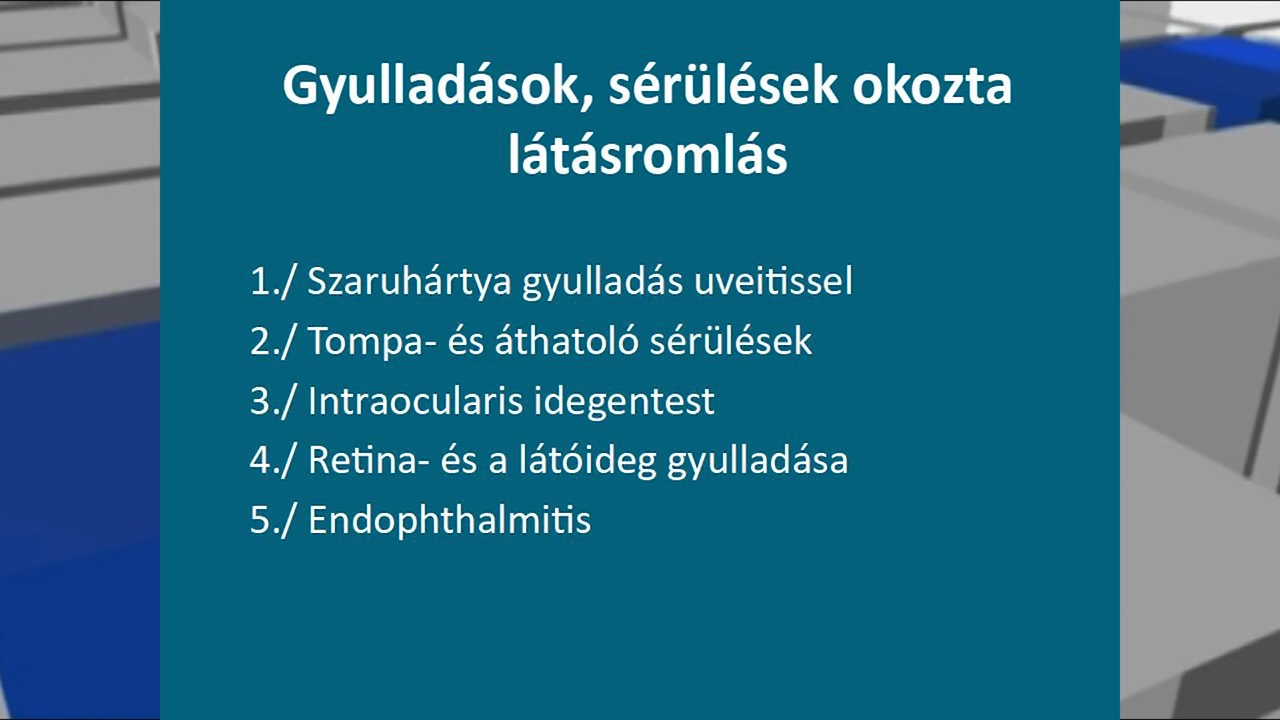 Gyulladások, sérülések okozta
látásromlás
1./ Szaruhártya gyulladás uveitissel
2./ Tompa- és áthatoló sérülések
3./ Intraocularis idegentest
4./ Retina- és a látóideg gyulladása
5./ Endophthalmitis